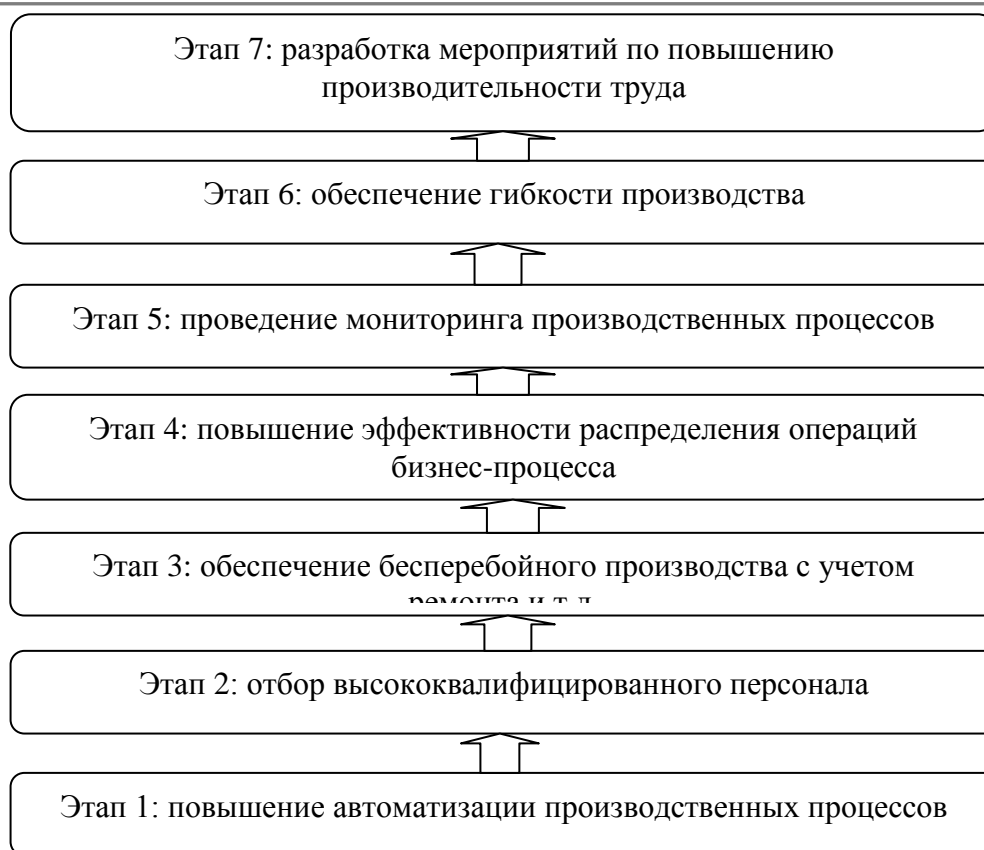 Этап 7: разработка мероприятий по повышению
производительности труда
Этап 6: обеспечение гибкости производства
Этап 5: проведение мониторинга производственных процессов
Этап 4: повышение эффективности распределения операций
бизнес-процесса
Этап 3: обеспечение бесперебойного производства с учетом
ремонта и т.д
Этап 2: отбор высококвалифицированного персонала
Этап 1: повышение автоматизации производственных процессов